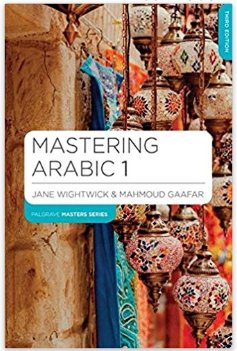 THIRD EDITION
MASTERING
ARABIC 1
JANE WIGHTWICK & MAHMOUD GAAFAR
PALGRAVE MASTERS SERIES